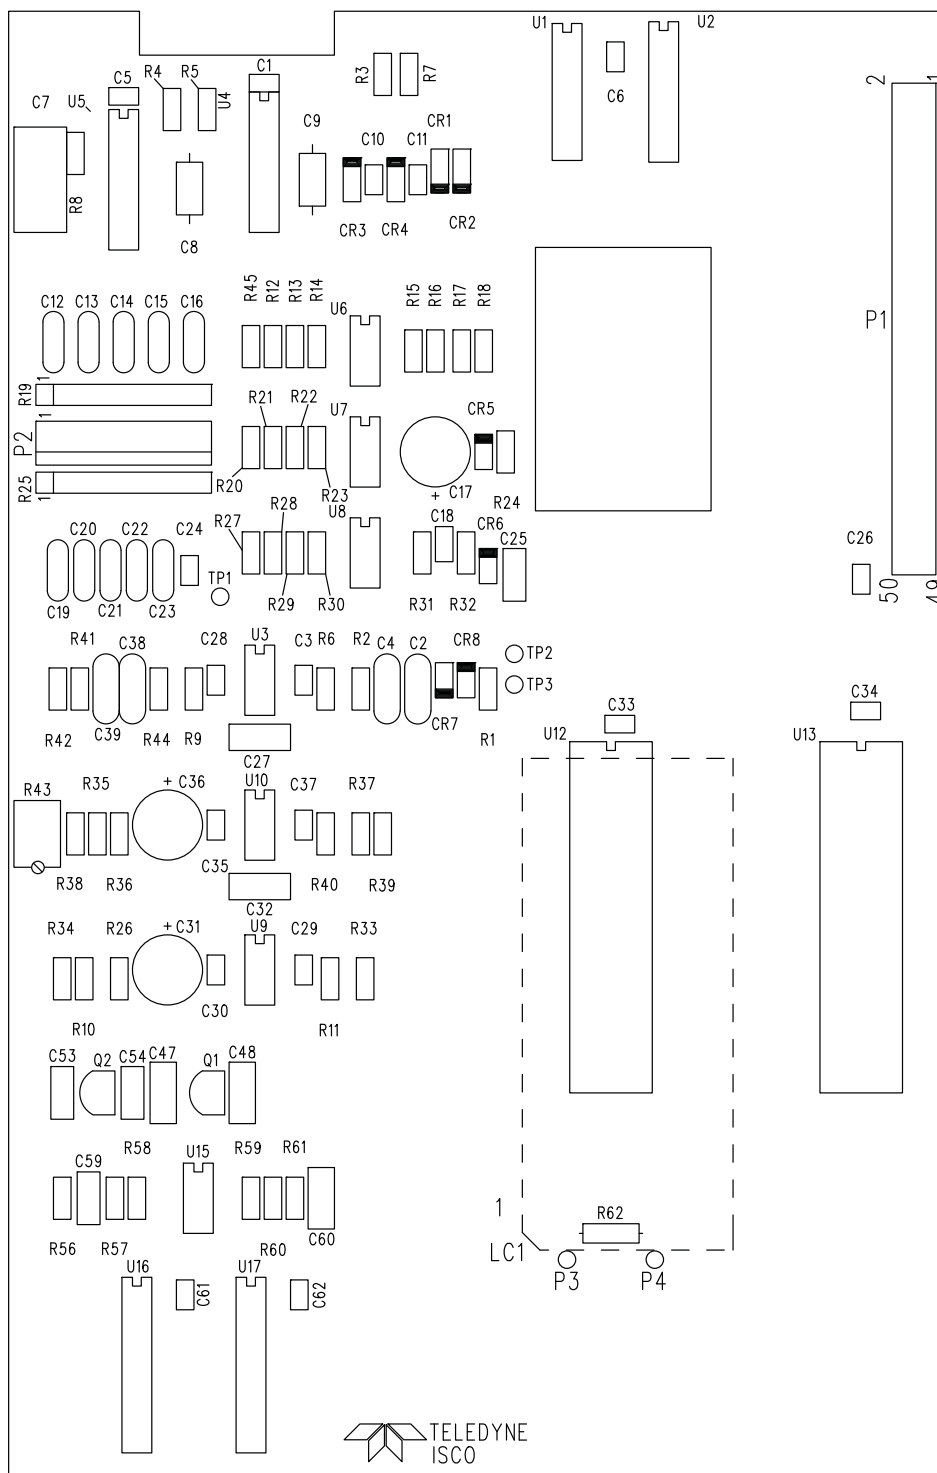 U1
U2
R3
R7
R4
R5
C1
C5
U5
U4
C7
C9
C6
2
1
CR1
C10
C11
R8
C8
CR3
CR4
CR2
C12
C13
C14
C15
C16
R45
R12
R13
R14
U6
R15
R16
R17
R18
P1
R19
1
R21
R22
U7
CR5
P2
1
R20
R23
+
C17
R24
R25
1
R27
R28
U8
C18
CR6
C25
C20
C22
C24
TP1
C26
C19
C21
C23
R29
R30
R31
R32
50
49
R41
C38
C28
U3
C3
R6
R2
C4
C2
CR8
TP2
TP3
R42
C39
R44
R9
C27
CR7
R1
C33
C34
U12
U13
R43
R35
+
C36
U10
C37
R37
R38
R36
C35
R40
R39
C32
R34
R26
+
C31
U9
C29
R33
R10
C30
R11
C53
Q2
C54
C47
Q1
C48
R58
C59
U15
R59
R61
R56
R57
R60
C60
1
LC1
R62
P3
P4
U16
C61
U17
C62
TELEDYNE
ISCO